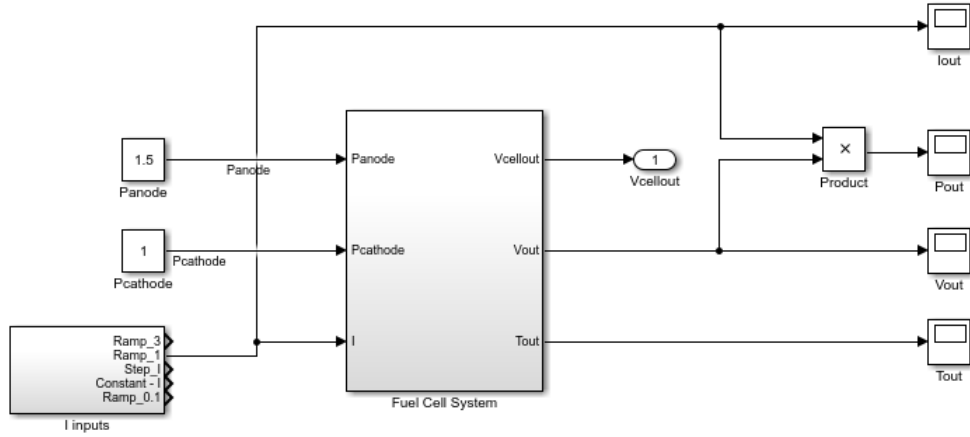 Iout
1.5
Panode
Panode
Panode
Vcellout
1
Vcellout
×
Product
Pout
1
Pcathode
Pcathode
Pcathode
Vout
Vout
Ramp_3
Ramp_1
Step_I
Constant - I
Ramp_0.1
I inputs
I
Tout
Fuel Cell System
Tout